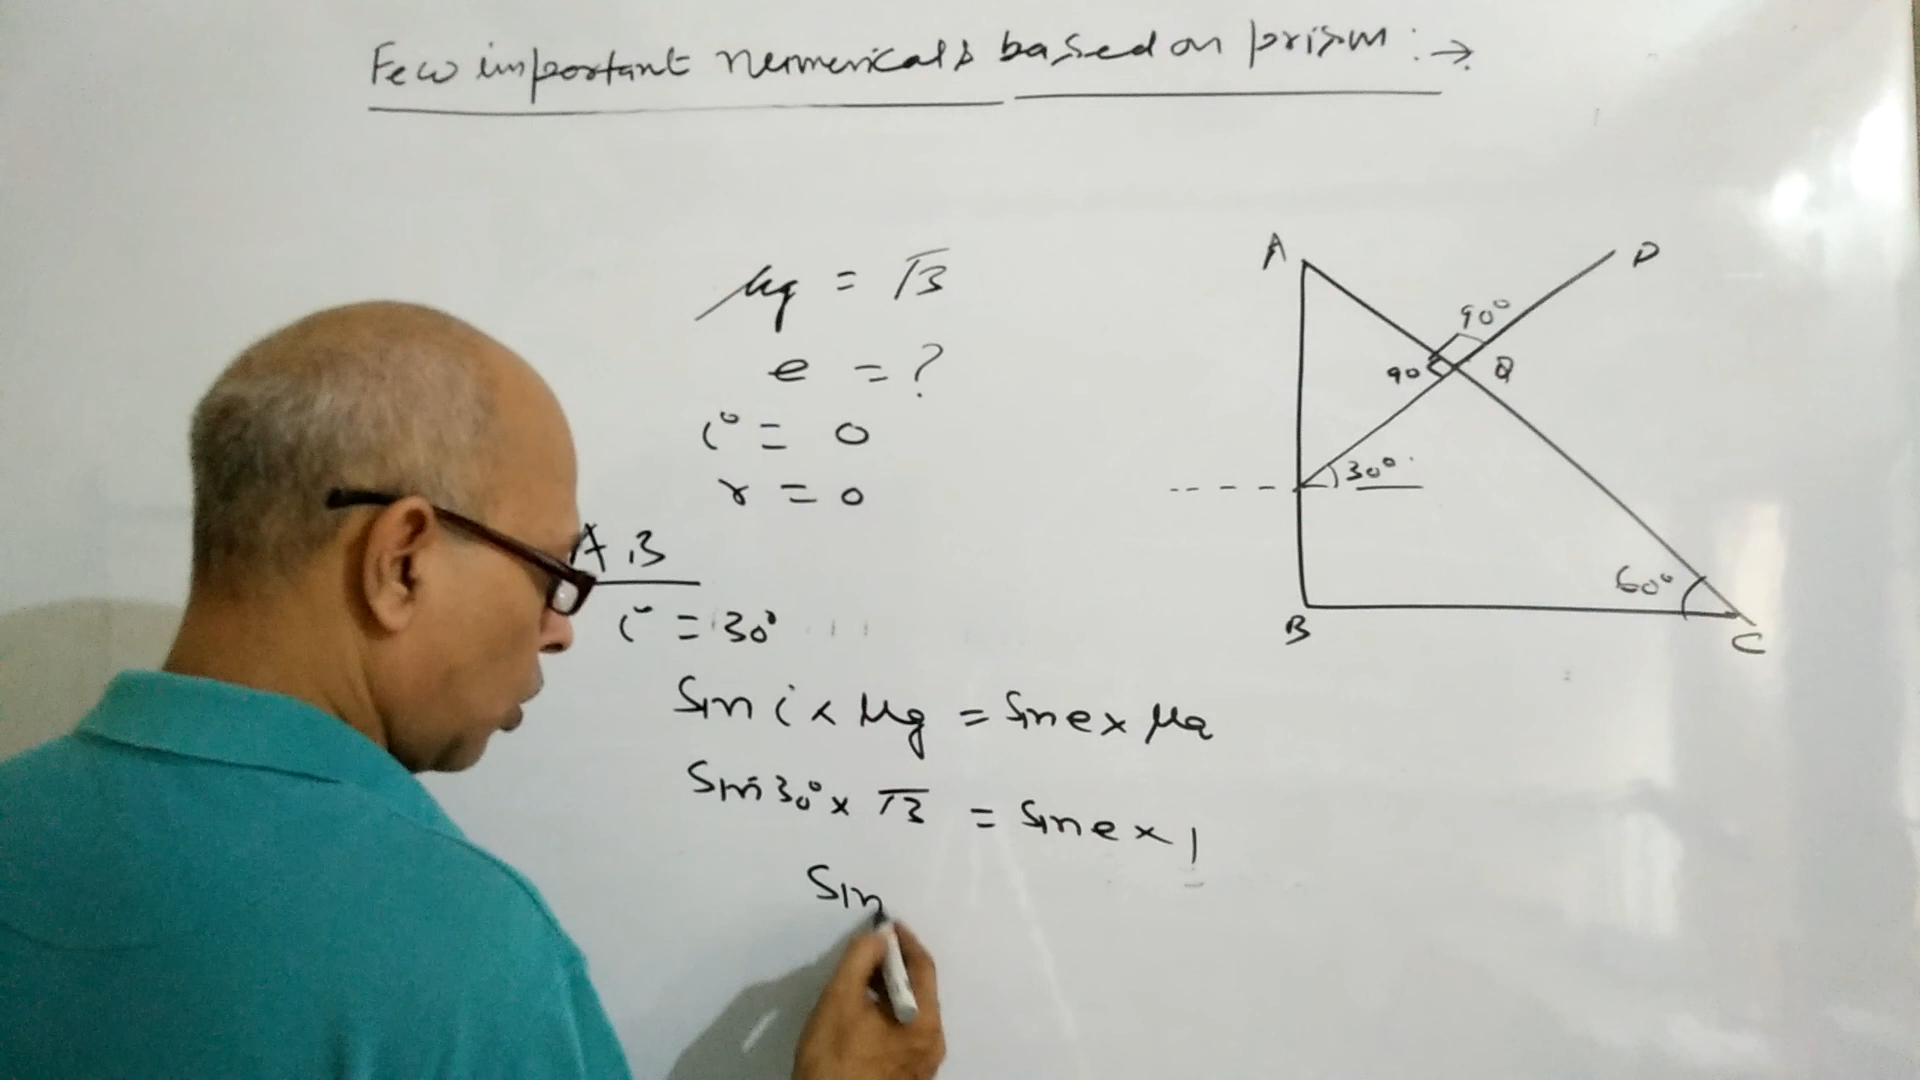 Few important numericals based on prism :→
μg = √3
e = ?
i = 0
r = 0
AB
i = 30°
Sin i × μg = Sin e × μa
Sin 30° × √3 = Sin e × 1
Sin
A
P
90°
90
Q
30°
60°
B
C